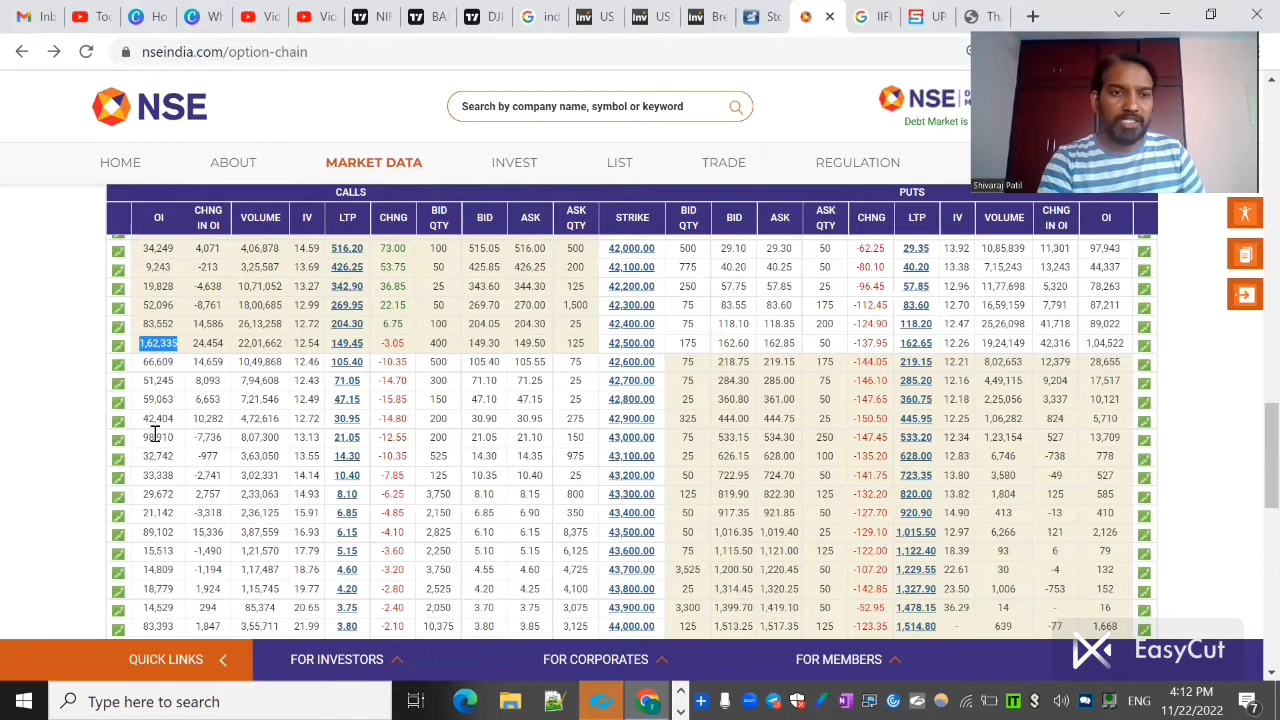 nseindia.com/option-chain
NSE
Search by company name, symbol or keyword
NSE
Debt Market is
Shivaraj Patil
HOME ABOUT MARKET DATA INVEST LIST TRADE REGULATION
CALLS PUTS
OI CHNG IN OI VOLUME IV LTP CHNG BID QTY BID ASK ASK QTY STRIKE BID QTY BID ASK ASK QTY CHNG LTP IV VOLUME CHNG IN OI OI
34,249 4,071 4,06,878 14.59 516.20 73.00 515.05 516.00 500 42,000.00 500 29.10 29.30 50 -62.25 29.35 13.92 10,85,839 11,301 97,943
9,243 -213 3,25,587 13.69 426.25 53.75 50 425.85 426.25 200 42,100.00 775 40.20 40.25 50 -80.10 40.20 13.38 7,15,243 13,243 44,337
19,823 -4,638 10,71,052 13.27 342.90 36.85 25 343.60 344.30 125 42,200.00 250 57.75 57.85 25 -96.45 57.85 12.96 11,77,698 5,320 78,263
52,096 -8,761 18,00,685 12.99 269.95 22.15 75 269.70 270.00 1,500 42,300.00 75 83.55 83.60 175 -112.45 83.60 12.70 16,59,159 7,791 87,211
83,552 14,586 26,13,258 12.72 204.30 6.75 100 204.05 204.30 25 42,400.00 75 118.10 118.35 200 -124.90 118.20 12.47 25,26,098 41,718 89,022
1,62,335 24,454 22,01,662 12.54 149.45 -3.05 400 149.30 149.50 125 42,500.00 175 162.60 162.85 50 -137.95 162.65 12.26 19,24,149 42,316 1,04,522
66,609 14,659 10,49,868 12.46 105.40 -10.35 500 105.40 105.55 75 42,600.00 75 218.75 219.15 175 -144.05 219.15 12.21 8,02,653 12,379 28,655
51,245 8,093 7,94,608 12.43 71.05 -14.70 300 71.10 71.25 25 42,700.00 75 284.30 285.00 75 -146.10 285.20 12.16 4,49,115 9,204 17,517
59,063 6,653 7,21,546 12.49 47.15 -15.85 150 47.10 47.15 25 42,800.00 25 360.80 361.00 50 -147.65 360.75 12.18 2,25,056 3,337 10,121
42,404 10,232 4,72,616 12.72 30.95 -14.80 200 30.90 30.95 275 42,900.00 325 444.00 444.75 25 -150.50 445.95 12.25 1,06,282 824 5,710
-7,736 8,07,300 13.13 21.05 -12.55 200 21.05 21.10 150 43,000.00 75 533.15 534.30 250 -147.45 533.20 12.34 1,23,154 527 13,709
32,742 -977 3,63,050 13.55 14.30 -10.35 525 14.30 14.35 975 43,100.00 25 626.15 628.00 100 -135.20 628.00 12.83 6,746 -738 778
33,338 -2,741 3,02,331 14.14 10.40 -7.85 125 10.35 10.40 25 43,200.00 25 722.95 724.70 50 -141.75 723.35 13.80 3,580 -49 527
29,672 2,757 2,33,063 14.93 8.10 -6.25 3,750 8.10 8.15 800 43,300.00 125 819.90 822.30 125 -132.20 820.00 13.82 1,804 125 585
21,142 -3,318 2,36,125 15.91 6.85 -4.85 2,150 6.85 6.90 350 43,400.00 50 917.35 921.85 50 -127.70 920.90 14.90 413 -13 410
89,102 15,336 3,87,559 16.93 6.15 -4.10 6.10 6.15 8,375 43,500.00 50 1,016.35 1,019.40 25 -129.10 1,015.50 12.97 6,266 121 2,126
15,513 -1,490 1,21,570 17.79 5.15 -3.60 2,250 5.10 5.15 6,125 43,600.00 75 1,115.50 1,121.00 125 -122.00 1,122.40 18.39 93 6 79
14,809 -1,194 1,17,487 18.76 4.60 -3.20 3,750 4.55 4.60 4,725 43,700.00 3,525 1,200.50 1,220.45 50 -107.20 1,229.55 22.61 30 -4 132
18,779 1,924 1,15,745 19.77 4.20 -2.80 2,525 4.20 4.25 4,100 43,800.00 25 1,314.45 1,320.10 25 -142.85 1,327.90 23.50 1,006 -753 152
14,529 294 85,374 20.65 3.75 -2.40 2,050 3.70 3.75 3,075 43,900.00 3,300 1,399.70 1,419.10 50 -52.95 1,478.15 36.29 14 - 16
83,393 1,847 3,55,711 21.99 3.80 -2.10 3.80 3.85 3,125 44,000.00 125 1,513.25 1,517.35 125 -123.35 1,514.80 - 639 -77 1,668
EasyCut
QUICK LINKS FOR INVESTORS FOR CORPORATES FOR MEMBERS
Type here to search
ENG
4:12 PM
11/22/2022